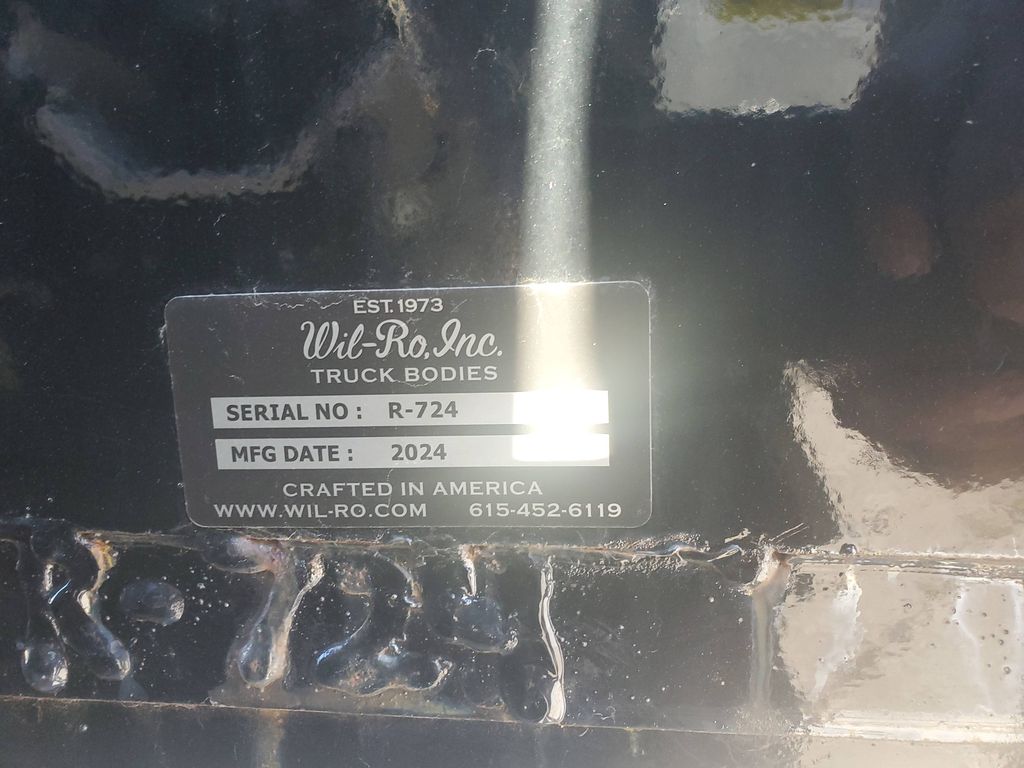 EST. 1973
Wil-Ro, Inc.
TRUCK BODIES
SERIAL NO : R-724
MFG DATE : 2024
CRAFTED IN AMERICA
WWW.WIL-RO.COM 615-452-6119
R-724